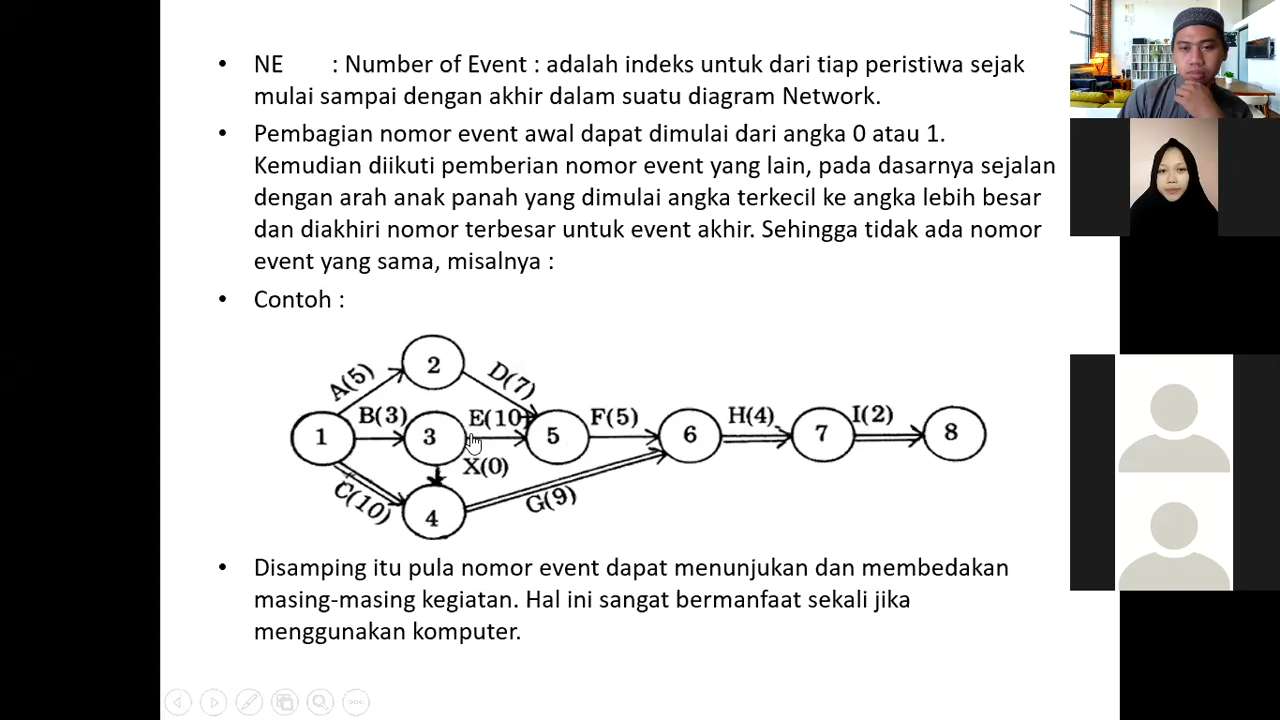 • NE : Number of Event : adalah indeks untuk dari tiap peristiwa sejak
mulai sampai dengan akhir dalam suatu diagram Network.
• Pembagian nomor event awal dapat dimulai dari angka 0 atau 1.
Kemudian diikuti pemberian nomor event yang lain, pada dasarnya sejalan
dengan arah anak panah yang dimulai angka terkecil ke angka lebih besar
dan diakhiri nomor terbesar untuk event akhir. Sehingga tidak ada nomor
event yang sama, misalnya :
• Contoh :
2
A(5) D(7)
B(3) E(10) F(5) H(4) I(2)
1 3 5 6 7 8
X(0)
C(10) G(9)
4
• Disamping itu pula nomor event dapat menunjukan dan membedakan
masing-masing kegiatan. Hal ini sangat bermanfaat sekali jika
menggunakan komputer.